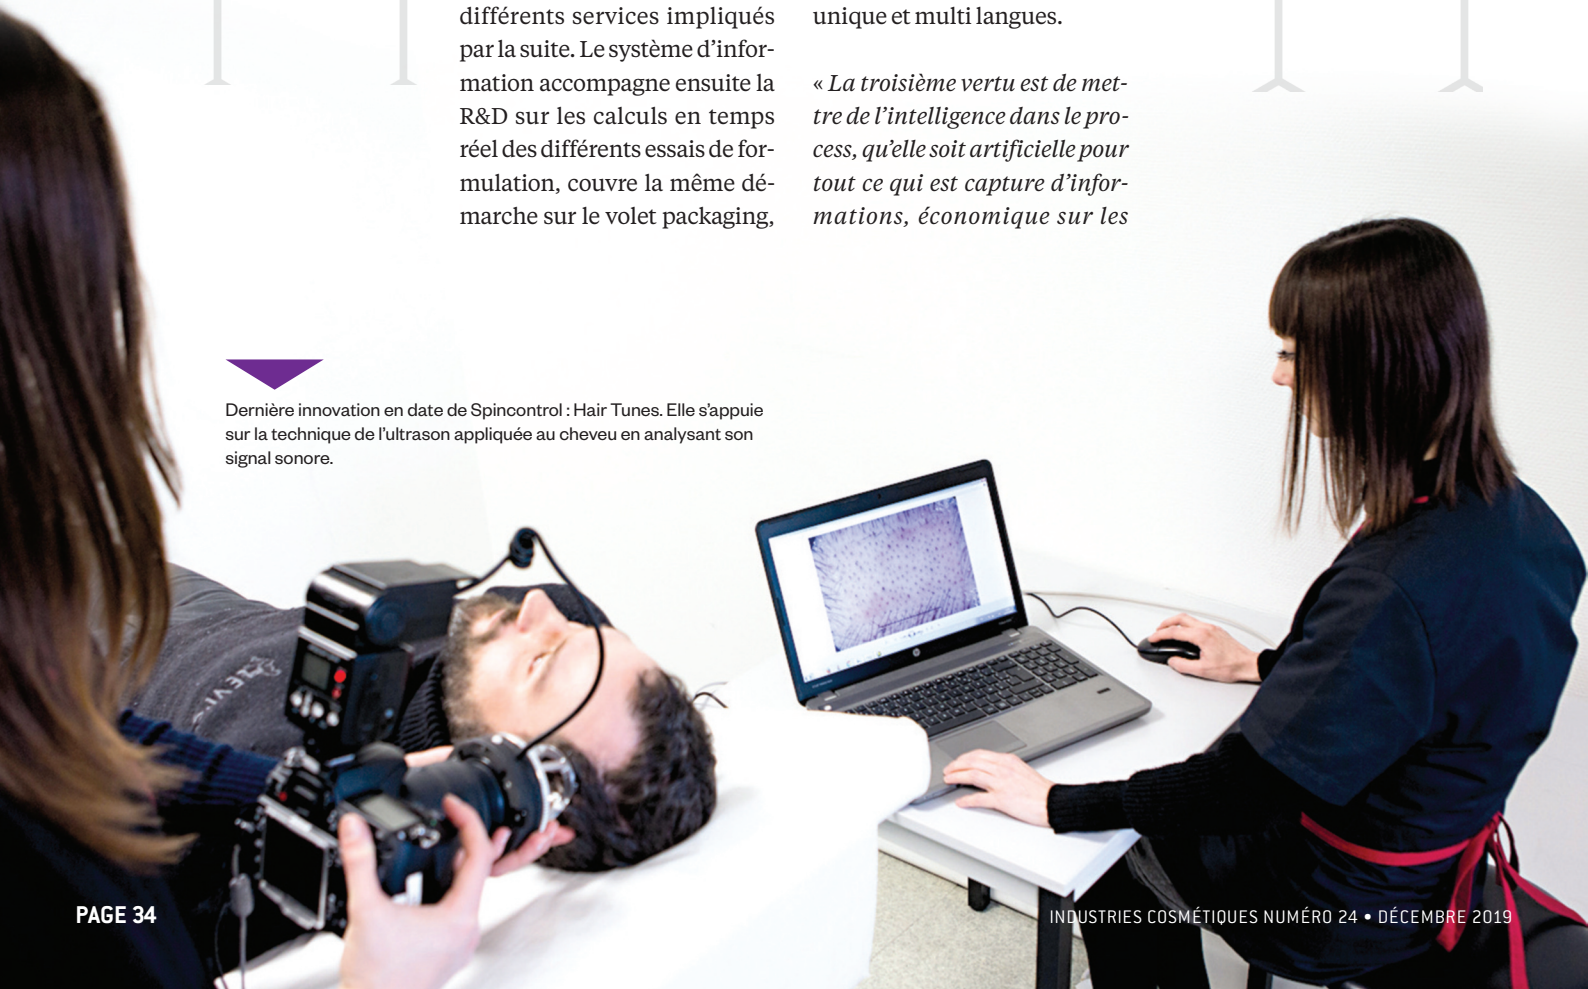 différents services impliqués
par la suite. Le système d’infor-
mation accompagne ensuite la
R&D sur les calculs en temps
réel des différents essais de for-
mulation, couvre la même dé-
marche sur le volet packaging,
unique et multi langues.
« La troisième vertu est de met-
tre de l’intelligence dans le pro-
cess, qu’elle soit artificielle pour
tout ce qui est capture d’infor-
mations, économique sur les
Dernière innovation en date de Spincontrol : Hair Tunes. Elle s’appuie
sur la technique de l’ultrason appliquée au cheveu en analysant son
signal sonore.
hp
PAGE 34
INDUSTRIES COSMÉTIQUES NUMÉRO 24 • DÉCEMBRE 2019